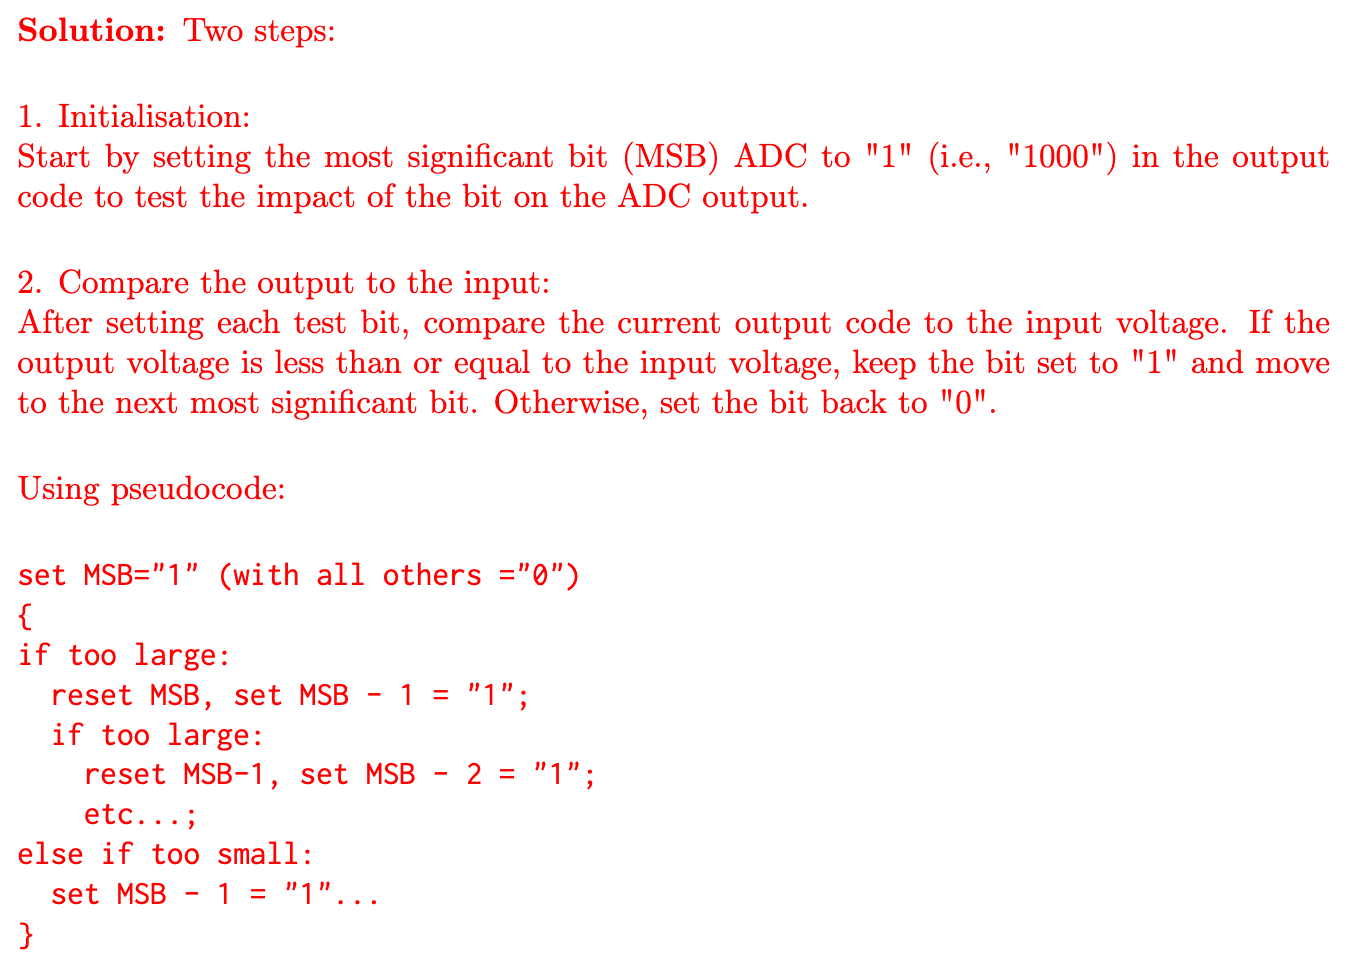 Solution: Two steps:
1. Initialisation:
Start by setting the most significant bit (MSB) ADC to "1" (i.e., "1000") in the output
code to test the impact of the bit on the ADC output.
2. Compare the output to the input:
After setting each test bit, compare the current output code to the input voltage. If the
output voltage is less than or equal to the input voltage, keep the bit set to "1" and move
to the next most significant bit. Otherwise, set the bit back to "0".
Using pseudocode:
set MSB="1" (with all others ="0")
{
if too large:
  reset MSB, set MSB - 1 = "1";
  if too large:
    reset MSB-1, set MSB - 2 = "1";
    etc...;
else if too small:
  set MSB - 1 = "1"...
}